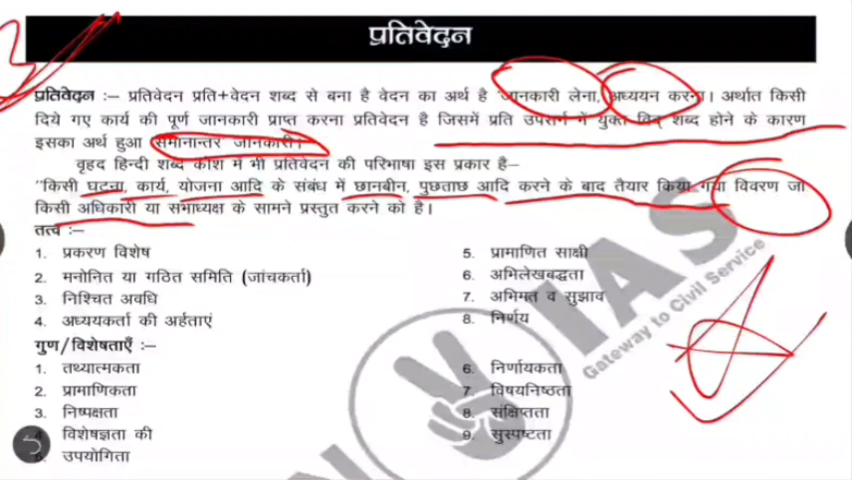 प्रतिवेदन
प्रतिवेदन :– प्रतिवेदन प्रति+वेदन शब्द से बना है वेदन का अर्थ है जानकारी लेना, अध्ययन करना। अर्थात किसी
दिये गए कार्य की पूर्ण जानकारी प्राप्त करना प्रतिवेदन है जिसमें प्रति उपसर्ग में युक्त विद् शब्द होने के कारण
इसका अर्थ हुआ समानान्तर जानकारी।
वृहद हिन्दी शब्द कोश में भी प्रतिवेदन की परिभाषा इस प्रकार है–
"किसी घटना, कार्य, योजना आदि के संबंध में छानबीन, पुछताछ आदि करने के बाद तैयार किया गया विवरण जो
किसी अधिकारी या सभाध्यक्ष के सामने प्रस्तुत करने को है।
तत्व :–
1. प्रकरण विशेष
2. मनोनित या गठित समिति (जांचकर्ता)
3. निश्चित अवधि
4. अध्ययकर्ता की अर्हताएं
5. प्रामाणित साक्षी
6. अभिलेखबद्धता
7. अभिमत व सुझाव
8. निर्णय
गुण/विशेषताएँ :–
1. तथ्यात्मकता
2. प्रामाणिकता
3. निष्पक्षता
4. विशेषज्ञता की
5. उपयोगिता
6. निर्णायकता
7. विषयनिष्ठता
8. संक्षिप्तता
9. सुस्पष्टता
IAS
Gateway to Civil Service